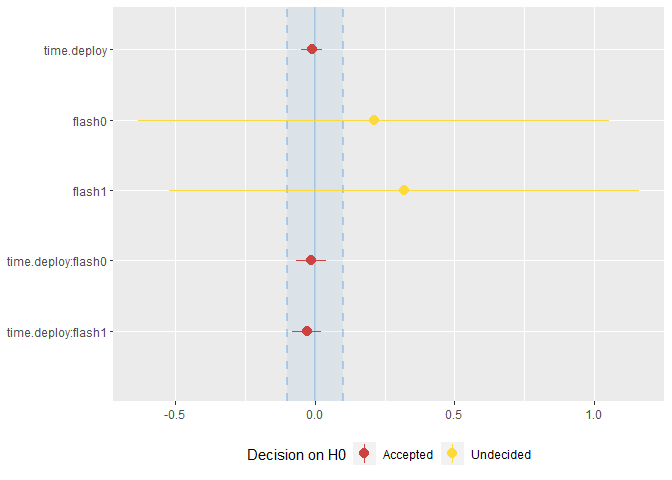 time.deploy
flash0
flash1
time.deploy:flash0
time.deploy:flash1
-0.5 0.0 0.5 1.0
Decision on H0 Accepted Undecided